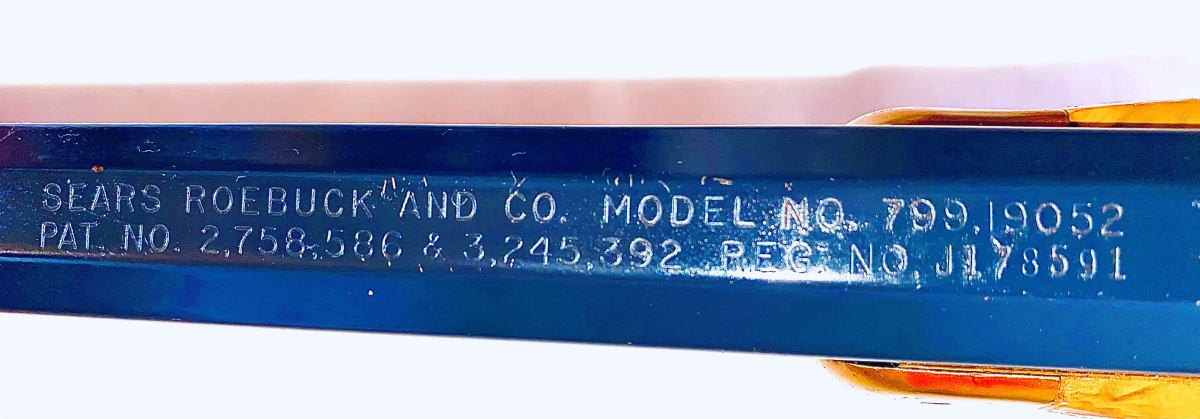 SEARS ROEBUCK AND CO. MODEL NO. 799.19052
PAT. NO. 2,758,586 & 3,245,392 REG. NO. J178591